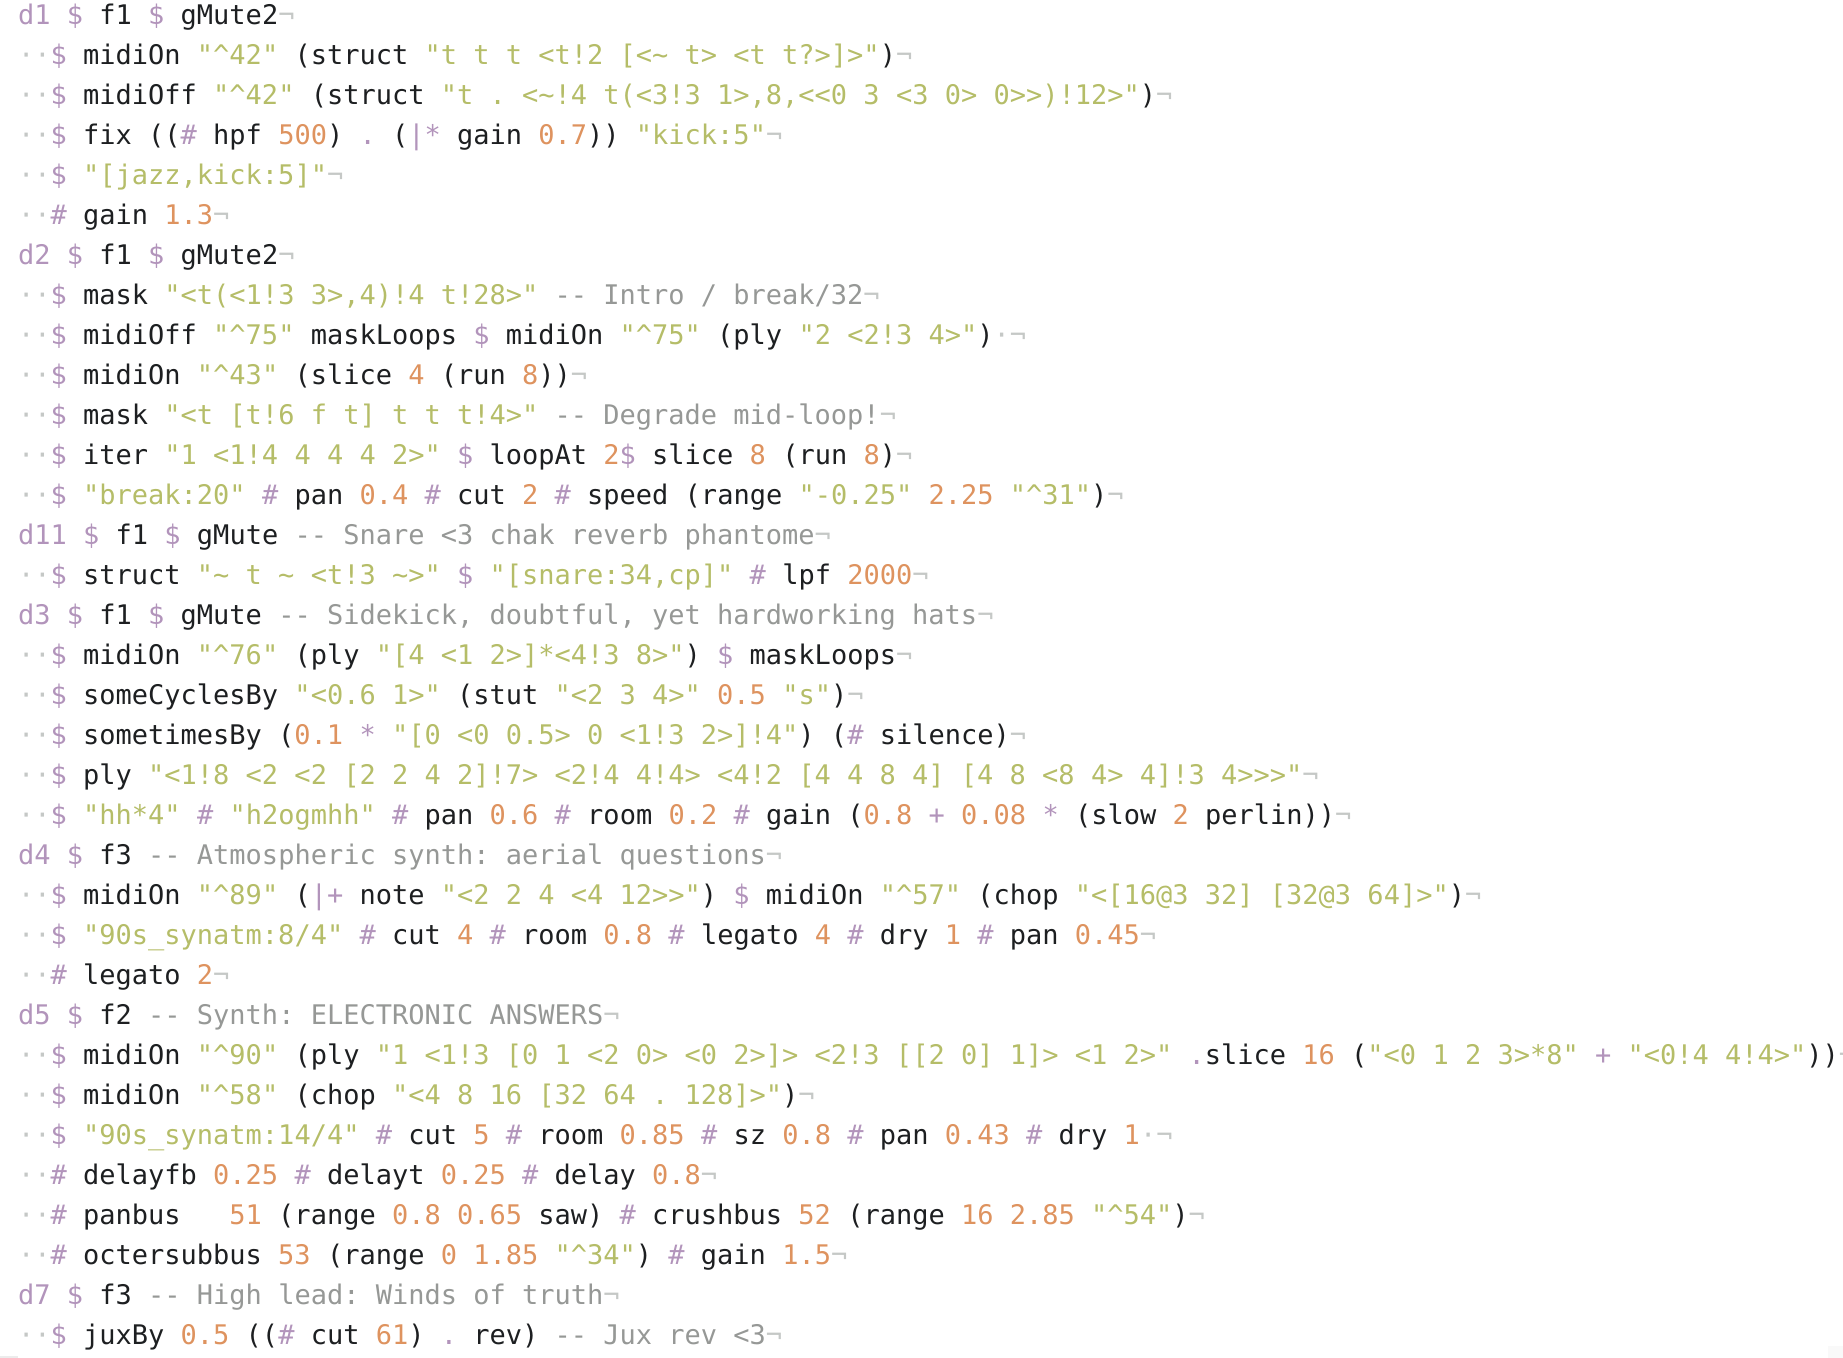 d1 $ f1 $ gMute2¬
··$ midiOn "^42" (struct "t t t <t!2 [<~ t> <t t?>]>")¬
··$ midiOff "^42" (struct "t . <~!4 t(<3!3 1>,8,<<0 3 <3 0> 0>>)!12>")¬
··$ fix ((# hpf 500) . (|* gain 0.7)) "kick:5"¬
··$ "[jazz,kick:5]"¬
··# gain 1.3¬
d2 $ f1 $ gMute2¬
··$ mask "<t(<1!3 3>,4)!4 t!28>" -- Intro / break/32¬
··$ midiOff "^75" maskLoops $ midiOn "^75" (ply "2 <2!3 4>")·¬
··$ midiOn "^43" (slice 4 (run 8))¬
··$ mask "<t [t!6 f t] t t t!4>" -- Degrade mid-loop!¬
··$ iter "1 <1!4 4 4 4 2>" $ loopAt 2$ slice 8 (run 8)¬
··$ "break:20" # pan 0.4 # cut 2 # speed (range "-0.25" 2.25 "^31")¬
d11 $ f1 $ gMute -- Snare <3 chak reverb phantome¬
··$ struct "~ t ~ <t!3 ~>" $ "[snare:34,cp]" # lpf 2000¬
d3 $ f1 $ gMute -- Sidekick, doubtful, yet hardworking hats¬
··$ midiOn "^76" (ply "[4 <1 2>]*<4!3 8>") $ maskLoops¬
··$ someCyclesBy "<0.6 1>" (stut "<2 3 4>" 0.5 "s")¬
··$ sometimesBy (0.1 * "[0 <0 0.5> 0 <1!3 2>]!4") (# silence)¬
··$ ply "<1!8 <2 <2 [2 2 4 2]!7> <2!4 4!4> <4!2 [4 4 8 4] [4 8 <8 4> 4]!3 4>>>"¬
··$ "hh*4" # "h2ogmhh" # pan 0.6 # room 0.2 # gain (0.8 + 0.08 * (slow 2 perlin))¬
d4 $ f3 -- Atmospheric synth: aerial questions¬
··$ midiOn "^89" (|+ note "<2 2 4 <4 12>>") $ midiOn "^57" (chop "<[16@3 32] [32@3 64]>")¬
··$ "90s_synatm:8/4" # cut 4 # room 0.8 # legato 4 # dry 1 # pan 0.45¬
··# legato 2¬
d5 $ f2 -- Synth: ELECTRONIC ANSWERS¬
··$ midiOn "^90" (ply "1 <1!3 [0 1 <2 0> <0 2>]> <2!3 [[2 0] 1]> <1 2>" .slice 16 ("<0 1 2 3>*8" + "<0!4 4!4>"))·
··$ midiOn "^58" (chop "<4 8 16 [32 64 . 128]>")¬
··$ "90s_synatm:14/4" # cut 5 # room 0.85 # sz 0.8 # pan 0.43 # dry 1·¬
··# delayfb 0.25 # delayt 0.25 # delay 0.8¬
··# panbus   51 (range 0.8 0.65 saw) # crushbus 52 (range 16 2.85 "^54")¬
··# octersubbus 53 (range 0 1.85 "^34") # gain 1.5¬
d7 $ f3 -- High lead: Winds of truth¬
··$ juxBy 0.5 ((# cut 61) . rev) -- Jux rev <3¬